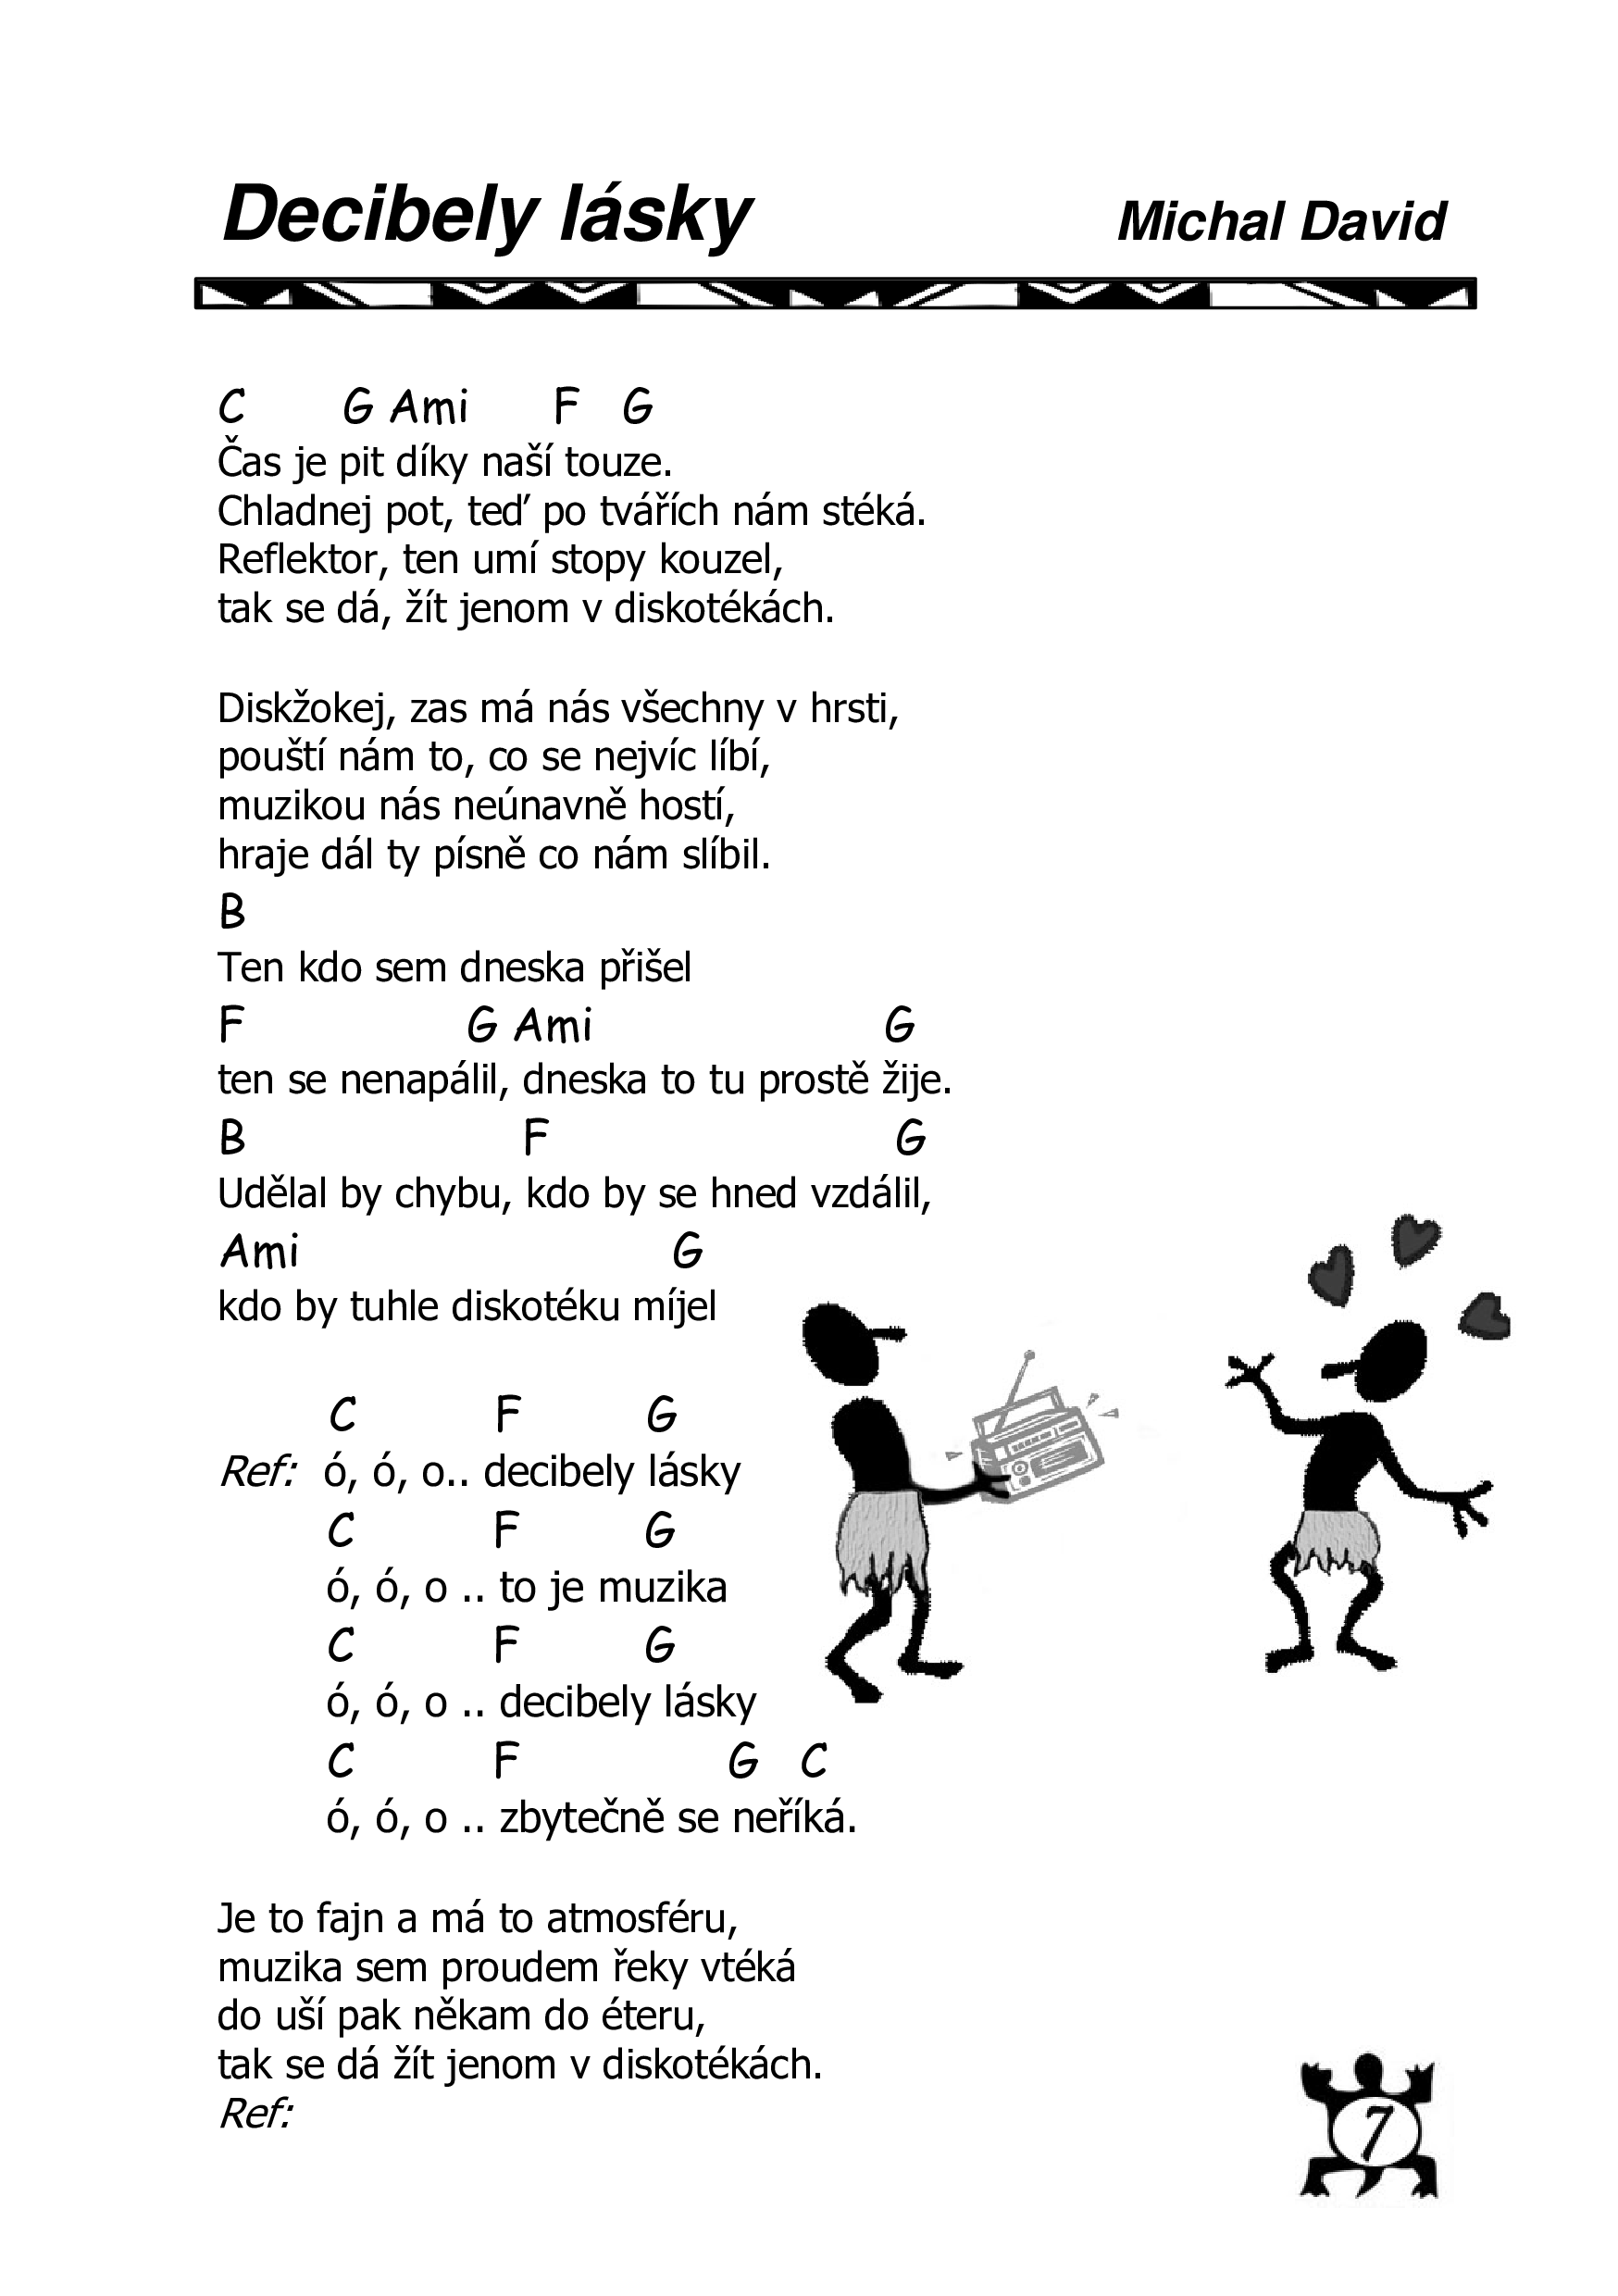 Decibely lásky Michal David
C G Ami F G
Čas je pit díky naší touze.
Chladnej pot, teď po tvářích nám stéká.
Reflektor, ten umí stopy kouzel,
tak se dá, žít jenom v diskotékách.
Diskžokej, zas má nás všechny v hrsti,
pouští nám to, co se nejvíc líbí,
muzikou nás neúnavně hostí,
hraje dál ty písně co nám slíbil.
B
Ten kdo sem dneska přišel
F G Ami G
ten se nenapálil, dneska to tu prostě žije.
B F G
Udělal by chybu, kdo by se hned vzdálil,
Ami G
kdo by tuhle diskotéku míjel
C F G
Ref: ó, ó, o.. decibely lásky
C F G
ó, ó, o .. to je muzika
C F G
ó, ó, o .. decibely lásky
C F G C
ó, ó, o .. zbytečně se neříká.
Je to fajn a má to atmosféru,
muzika sem proudem řeky vtéká
do uší pak někam do éteru,
tak se dá žít jenom v diskotékách.
Ref:
7